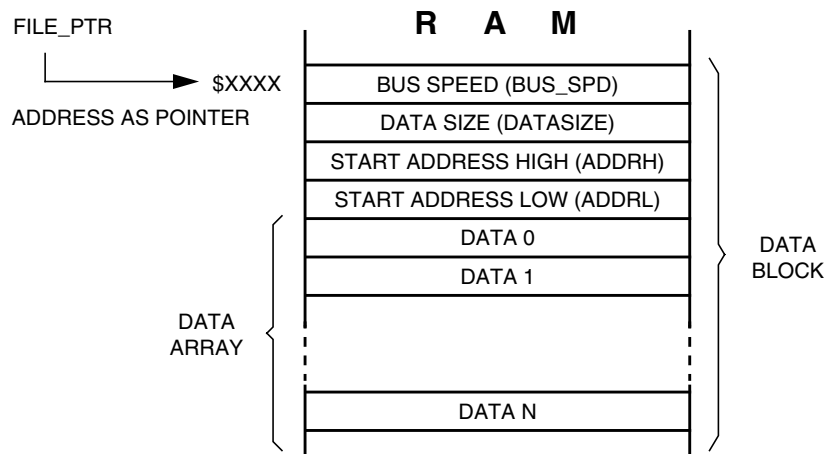 R A M
FILE_PTR
$XXXX
ADDRESS AS POINTER
BUS SPEED (BUS_SPD)
DATA SIZE (DATASIZE)
START ADDRESS HIGH (ADDRH)
START ADDRESS LOW (ADDRL)
DATA 0
DATA 1
DATA N
DATA
ARRAY
DATA
BLOCK